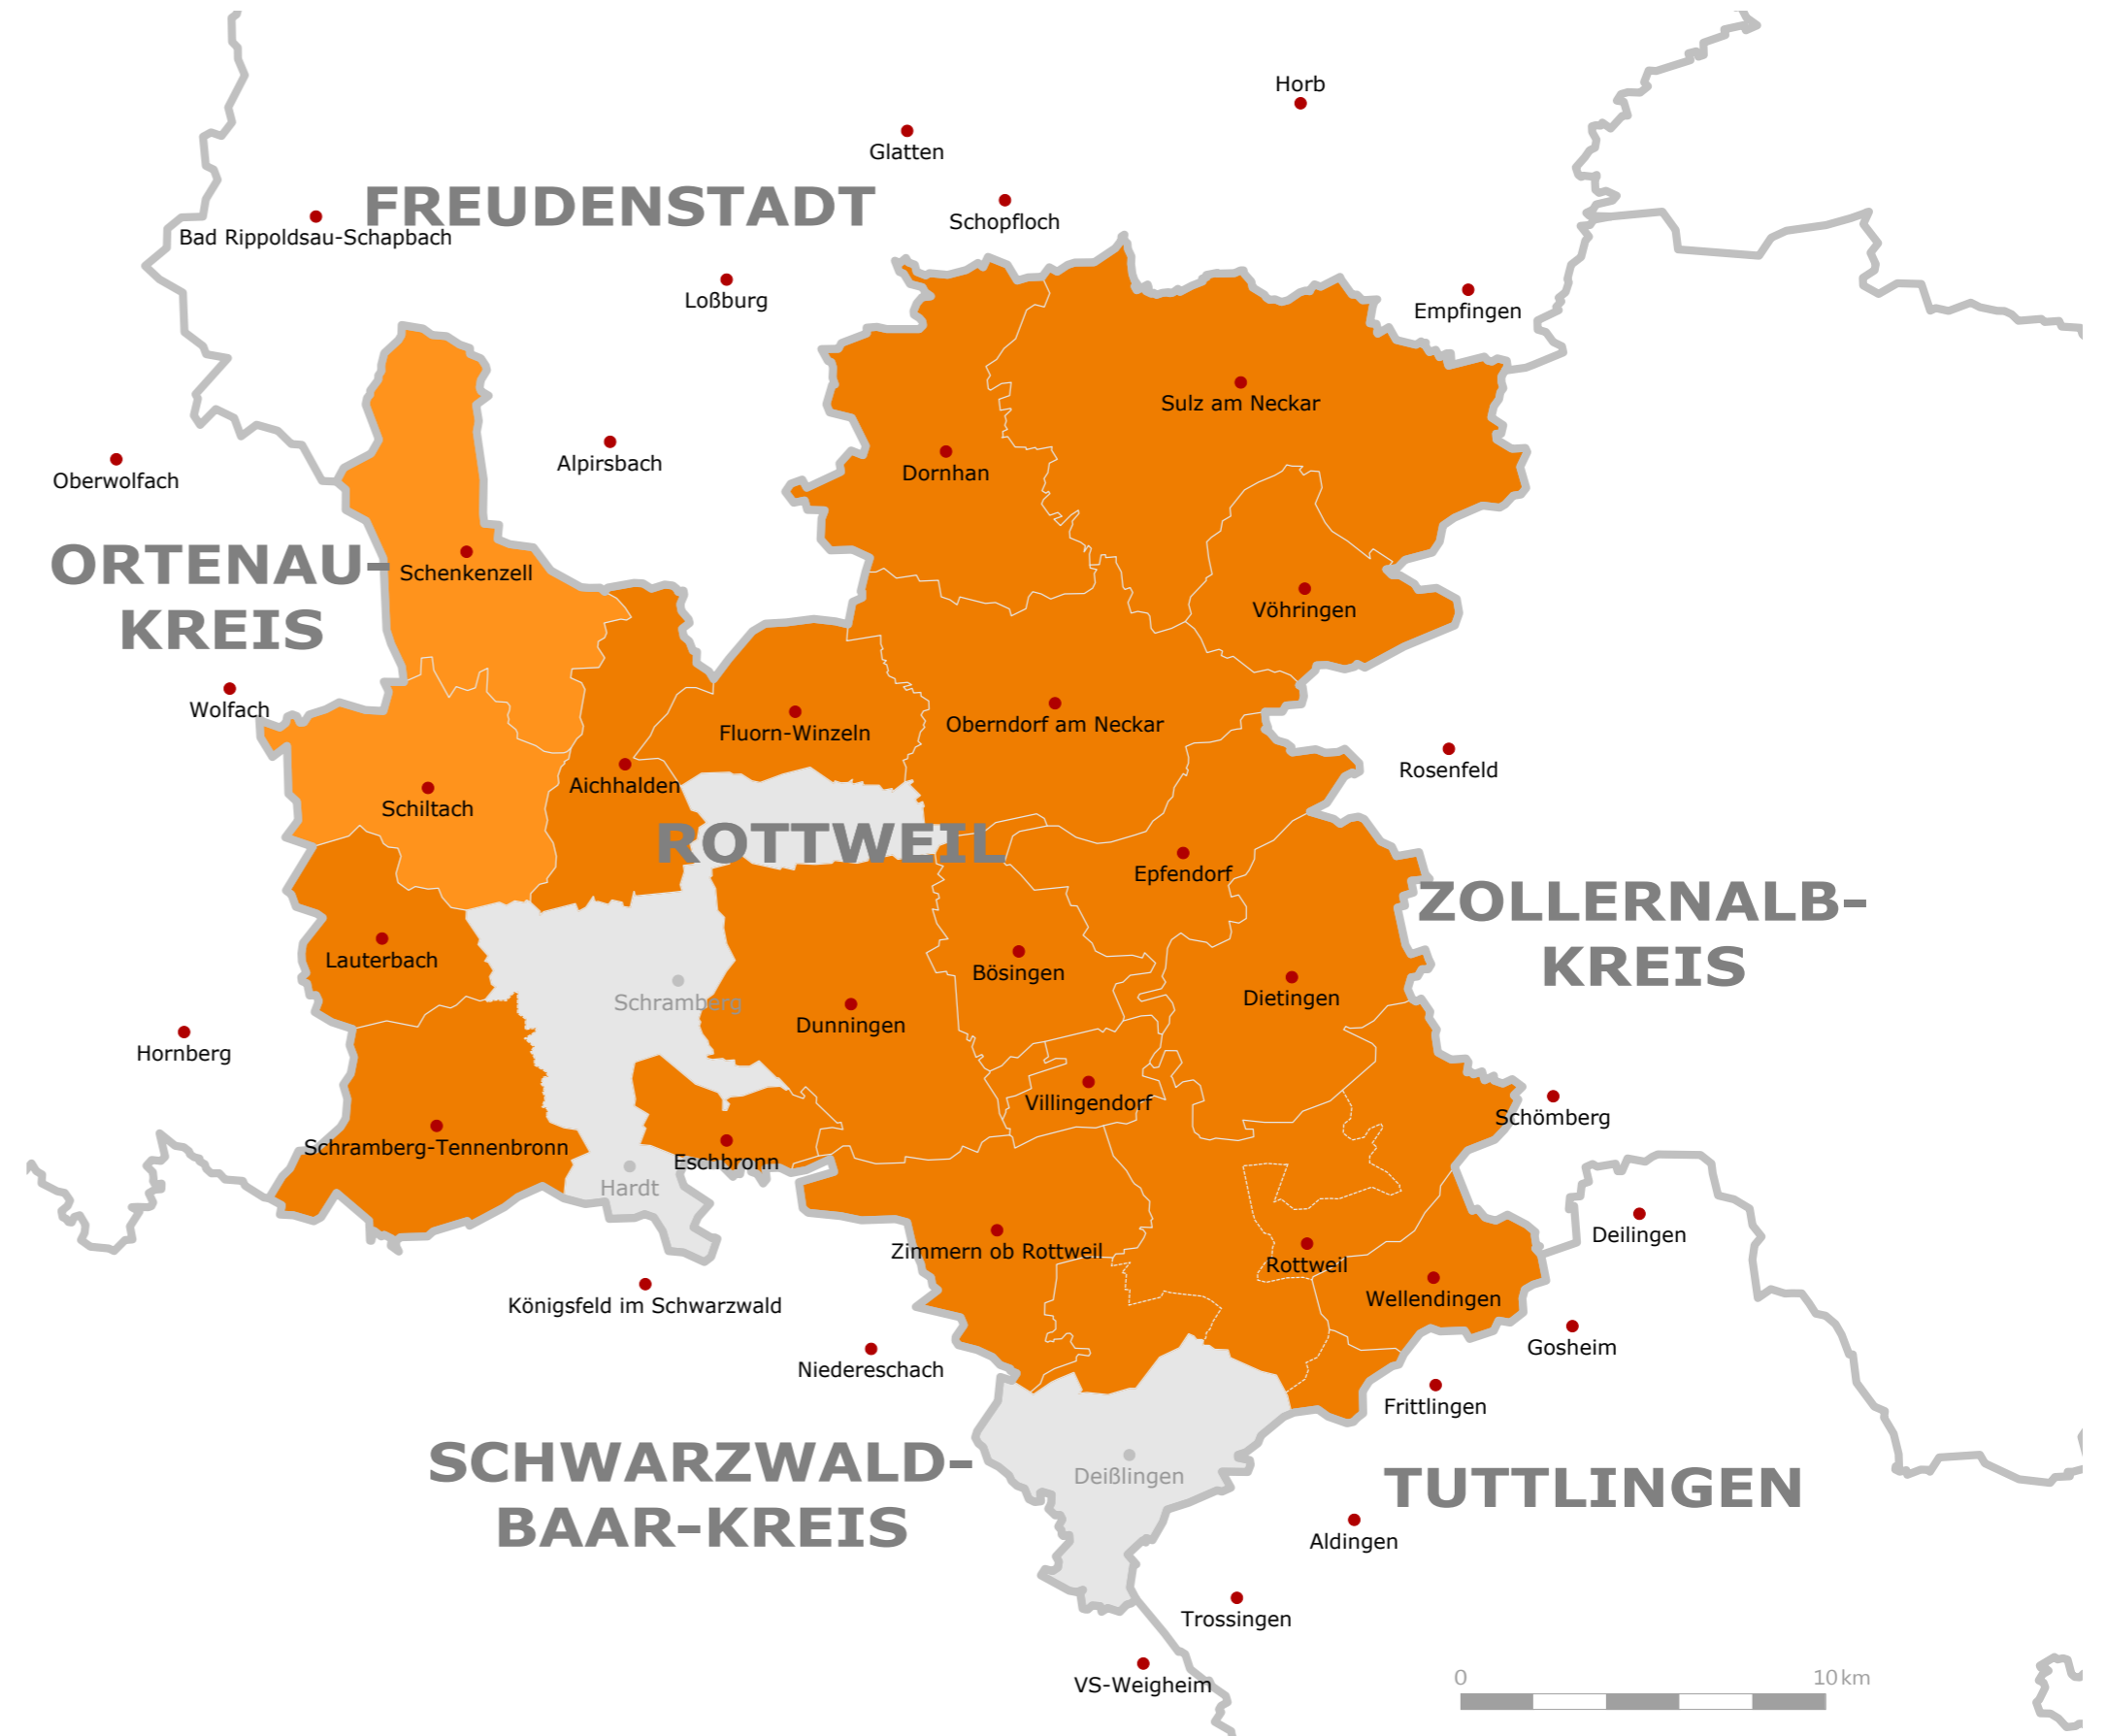 Horb
Glatten
FREUDENSTADT
Schopfloch
Bad Rippoldsau-Schapbach
Loßburg
Empfingen
Sulz am Neckar
Alpirsbach
Dornhan
Oberwolfach
ORTENAU-
KREIS
Schenkenzell
Vöhringen
Wolfach
Fluorn-Winzeln
Oberndorf am Neckar
Rosenfeld
Aichhalden
Schiltach
ROTTWEIL
Epfendorf
ZOLLERNALB-
KREIS
Lauterbach
Bösingen
Dietingen
Schramberg
Dunningen
Hornberg
Villingendorf
Schömberg
Schramberg-Tennenbronn
Eschbronn
Hardt
Deilingen
Zimmern ob Rottweil
Rottweil
Wellendingen
Königsfeld im Schwarzwald
Gosheim
Niedereschach
Frittlingen
SCHWARZWALD-
BAAR-KREIS
Deißlingen
TUTTLINGEN
Aldingen
Trossingen
VS-Weigheim
0 10 km